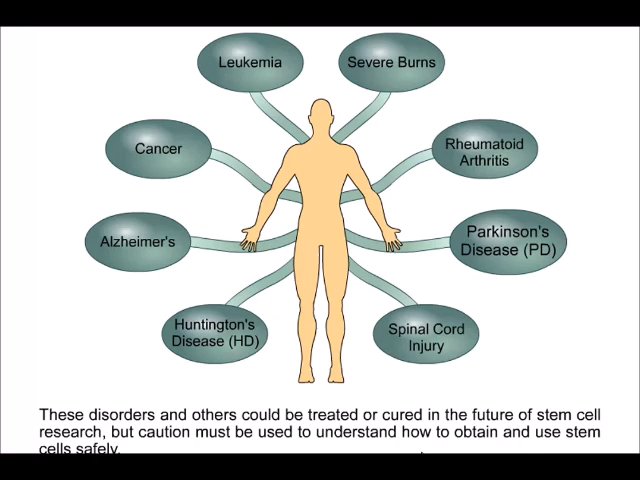 Leukemia
Severe Burns
Cancer
Rheumatoid
Arthritis
Alzheimer's
Parkinson's
Disease (PD)
Huntington's
Disease (HD)
Spinal Cord
Injury
These disorders and others could be treated or cured in the future of stem cell
research, but caution must be used to understand how to obtain and use stem
cells safely.